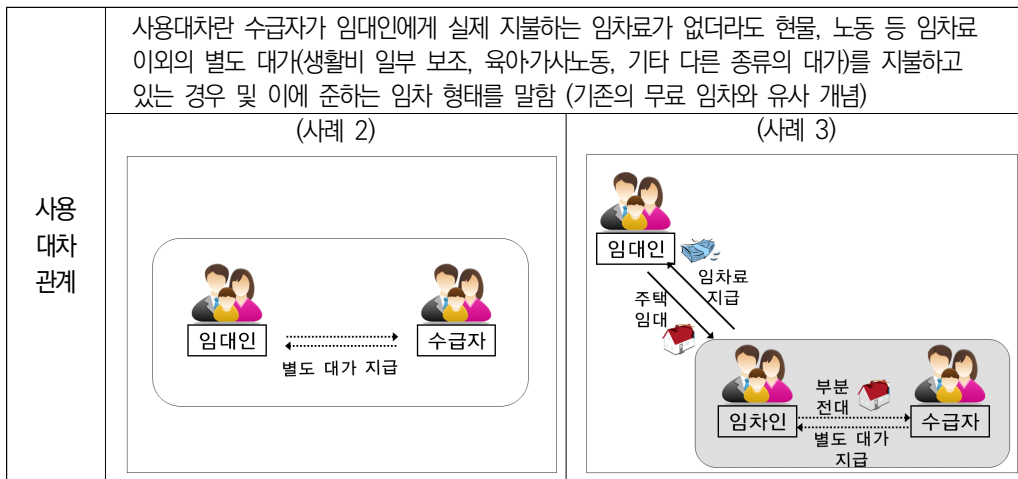 사용대차란 수급자가 임대인에게 실제 지불하는 임차료가 없더라도 현물, 노동 등 임차료
이외의 별도 대가(생활비 일부 보조, 육아·가사노동, 기타 다른 종류의 대가)를 지불하고
있는 경우 및 이에 준하는 임차 형태를 말함 (기존의 무료 임차와 유사 개념)
사용
대차
관계
(사례 2)
임대인
수급자
별도 대가 지급
(사례 3)
임대인
임차료
지급
주택
임대
임차인
부분
전대
수급자
별도 대가
지급